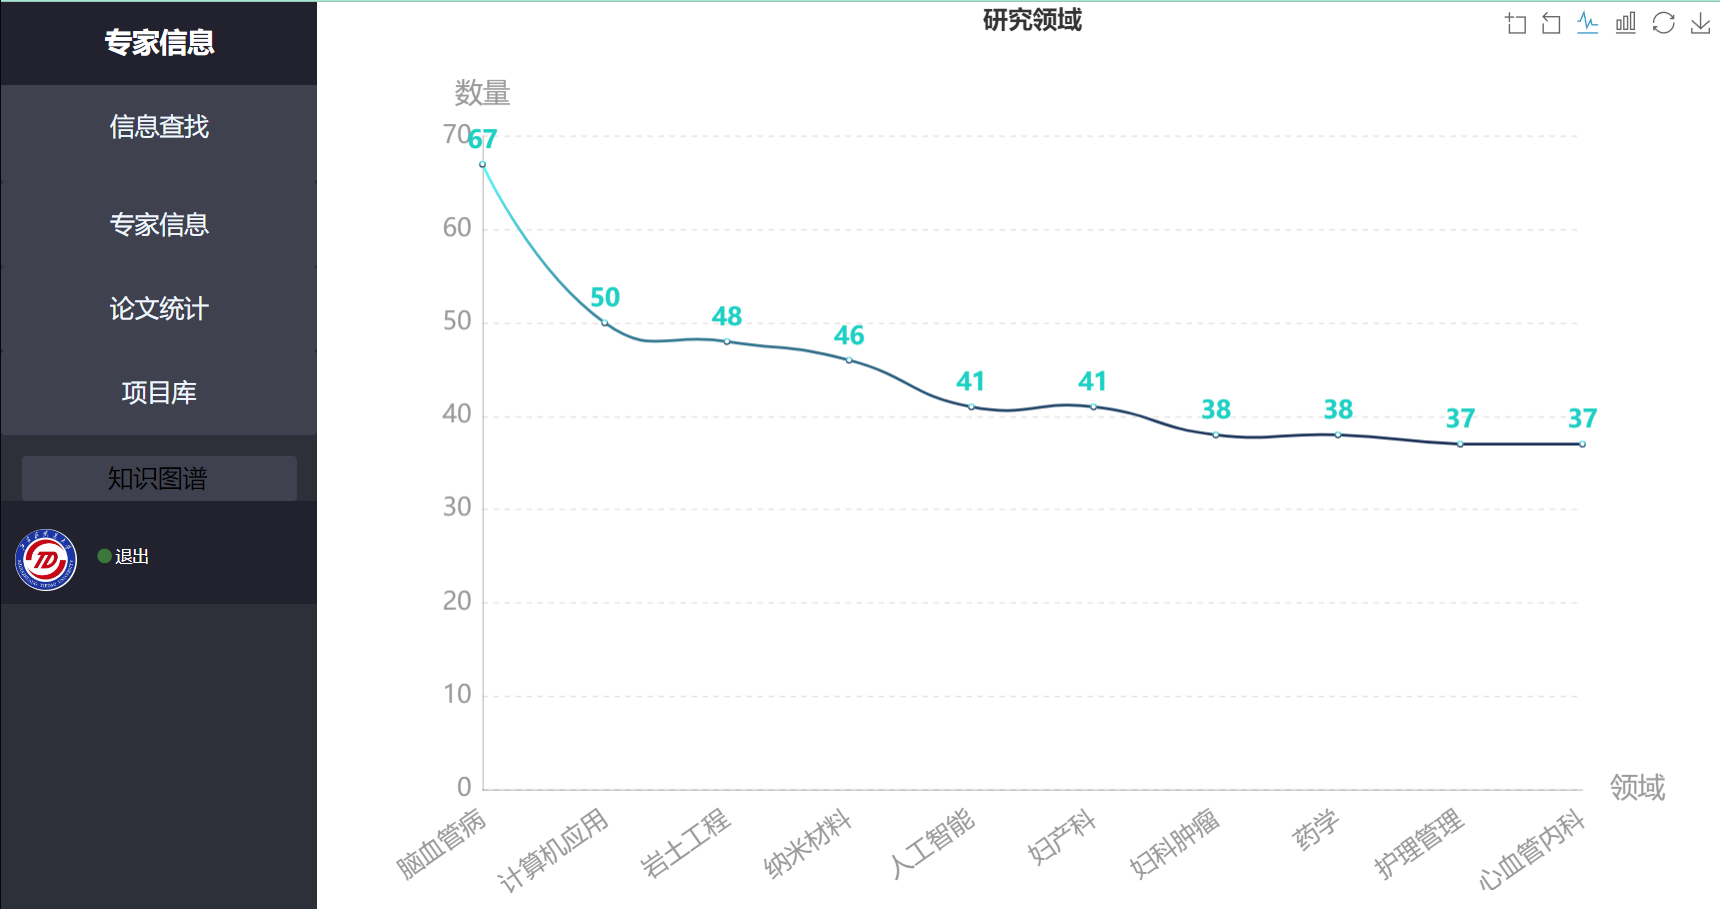 专家信息
信息查找
专家信息
论文统计
项目库
知识图谱
退出
研究领域
数量
70
60
50
40
30
20
10
0
67
50
48
46
41
41
38
38
37
37
领域
脑血管病
计算机应用
岩土工程
纳米材料
人工智能
妇产科
妇科肿瘤
药学
护理管理
心血管内科